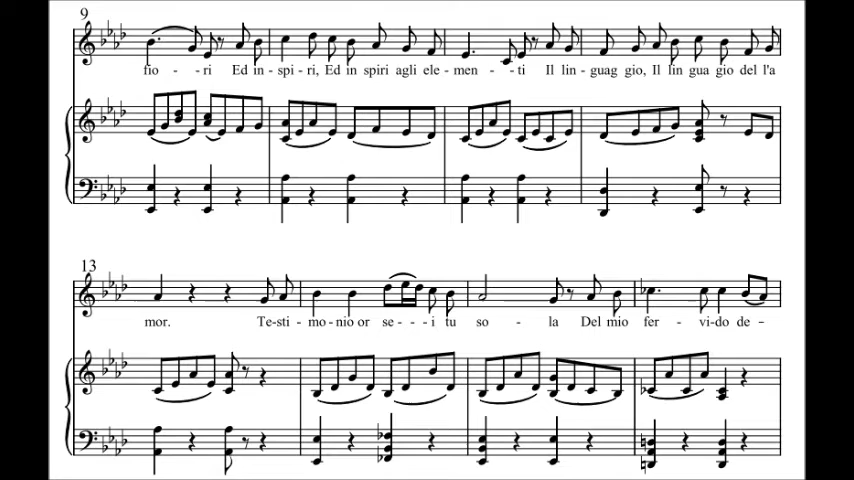 9
fio - - ri Ed in - spi - ri, Ed in spiri agli ele - men - - ti Il lin - guag gio, Il lin gua gio del l'a
13
mor. Te-sti - mo - nio or se - - - i tu so - la Del mio fer - vi-do de -